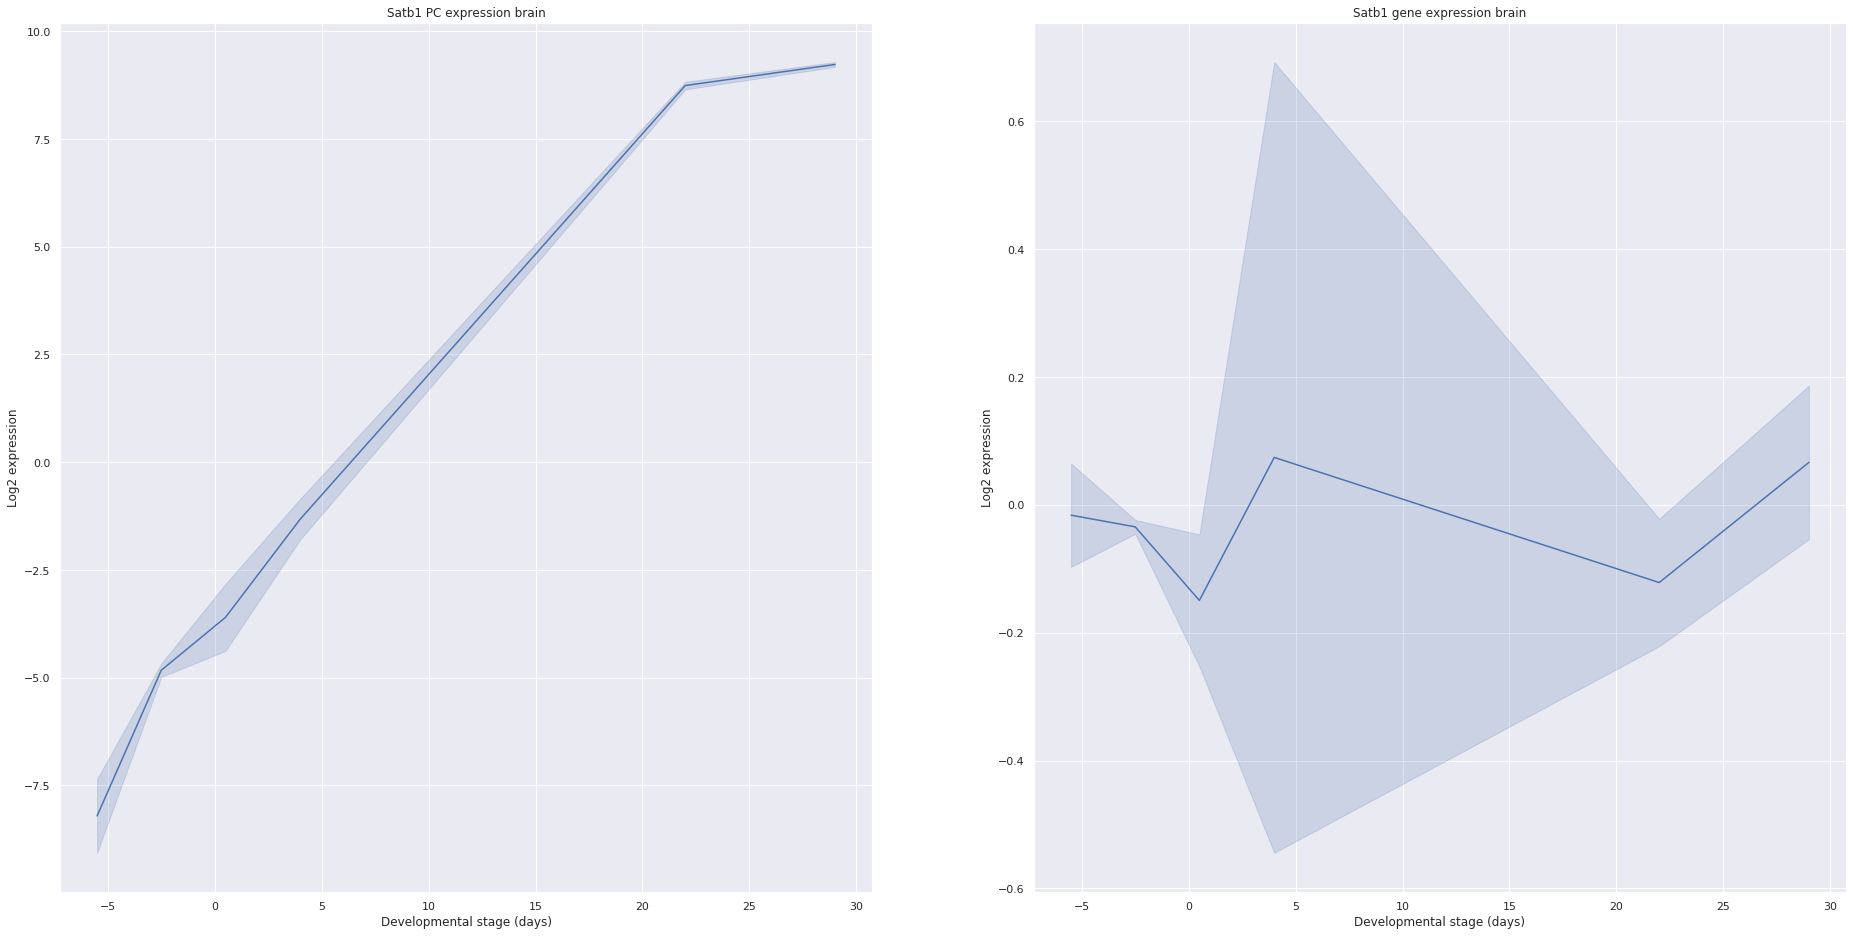 Satb1 PC expression brain
10.0
7.5
5.0
2.5
0.0
−2.5
−5.0
−7.5
Log2 expression
−5 0 5 10 15 20 25 30
Developmental stage (days)
Satb1 gene expression brain
0.6
0.4
0.2
0.0
−0.2
−0.4
−0.6
Log2 expression
−5 0 5 10 15 20 25 30
Developmental stage (days)